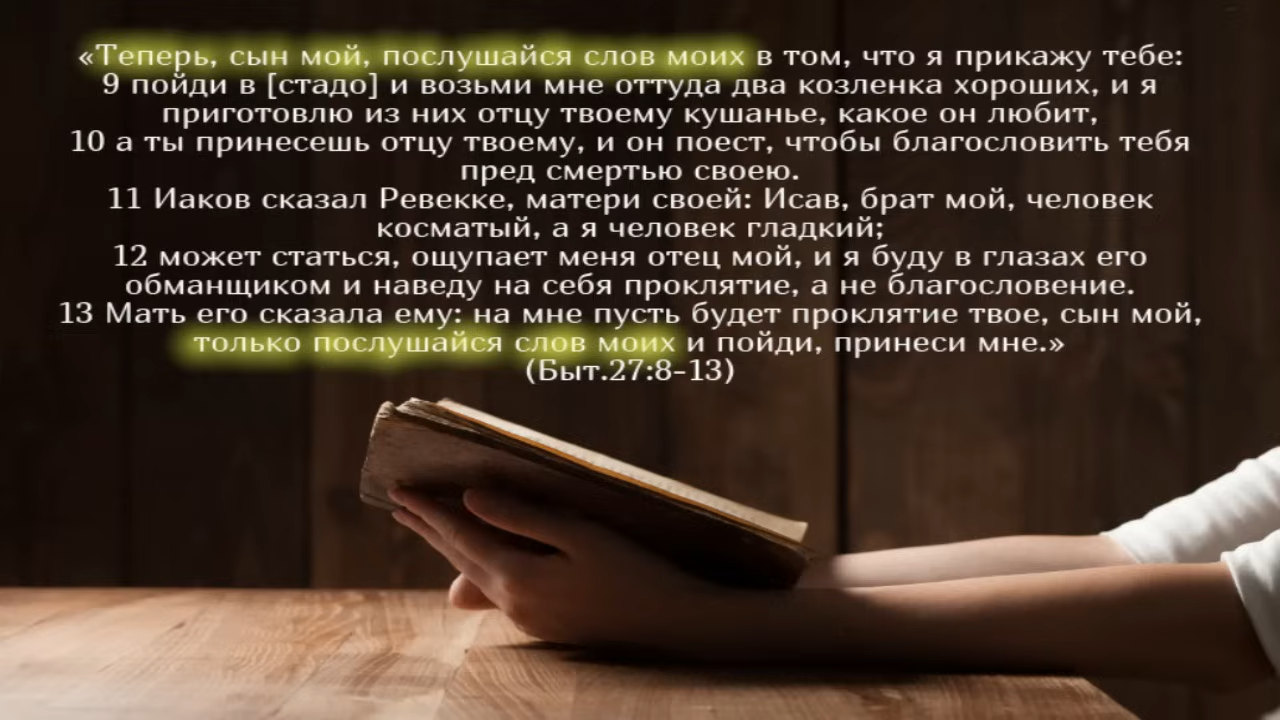 «Теперь, сын мой, послушайся слов моих в том, что я прикажу тебе:
9 пойди в [стадо] и возьми мне оттуда два козленка хороших, и я
приготовлю из них отцу твоему кушанье, какое он любит,
10 а ты принесешь отцу твоему, и он поест, чтобы благословить тебя
пред смертью своею.
11 Иаков сказал Ревекке, матери своей: Исав, брат мой, человек
косматый, а я человек гладкий;
12 может статься, ощупает меня отец мой, и я буду в глазах его
обманщиком и наведу на себя проклятие, а не благословение.
13 Мать его сказала ему: на мне пусть будет проклятие твое, сын мой,
только послушайся слов моих и пойди, принеси мне.»
(Быт.27:8-13)